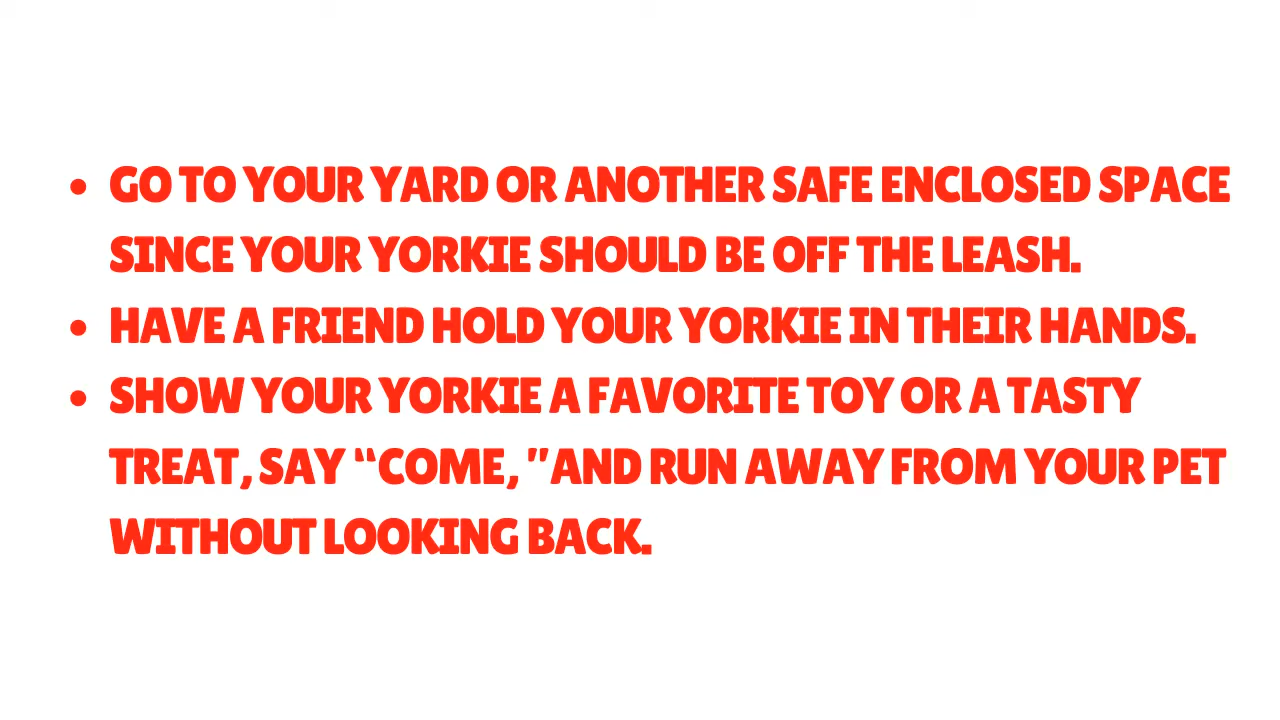 • GO TO YOUR YARD OR ANOTHER SAFE ENCLOSED SPACE
SINCE YOUR YORKIE SHOULD BE OFF THE LEASH.
• HAVE A FRIEND HOLD YOUR YORKIE IN THEIR HANDS.
• SHOW YOUR YORKIE A FAVORITE TOY OR A TASTY
TREAT, SAY “COME, ”AND RUN AWAY FROM YOUR PET
WITHOUT LOOKING BACK.